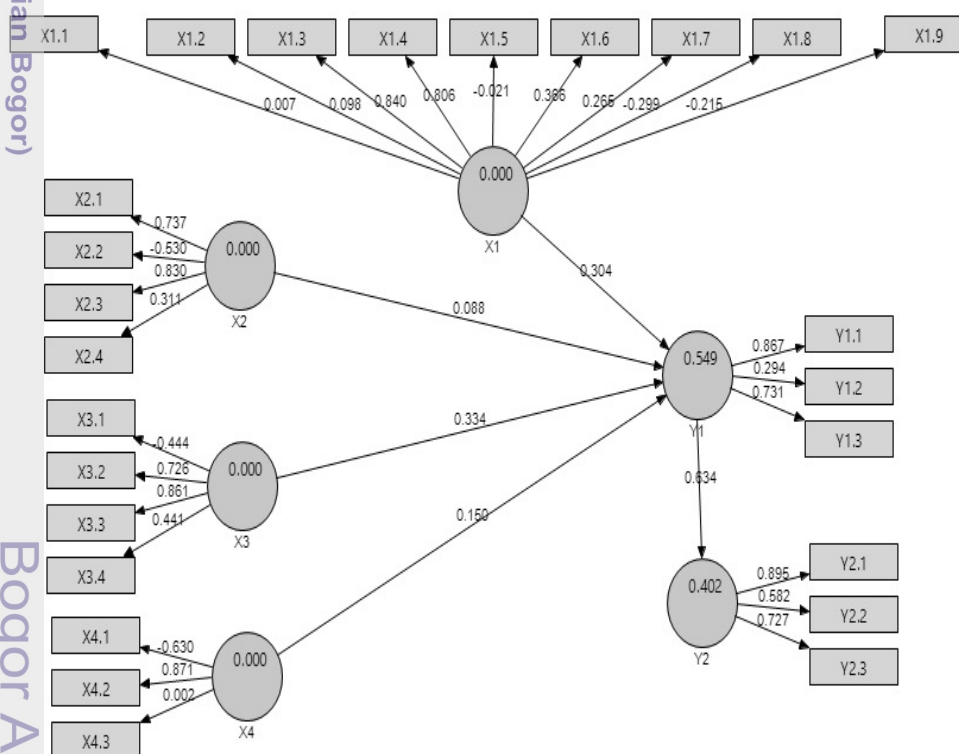 ian Bogor)
Bogor A
X1.1 X1.2 X1.3 X1.4 X1.5 X1.6 X1.7 X1.8 X1.9
0.007 0.098 0.840 0.806 -0.021 0.366 0.265 -0.299 -0.215
0.000
X1
X2.1
X2.2
X2.3
X2.4
0.737
-0.530
0.830
0.311
0.000
X2
0.304
0.088
X3.1
X3.2
X3.3
X3.4
-0.444
0.726
0.861
0.441
0.000
X3
0.334
0.549
Y1
0.867
0.294
0.731
Y1.1
Y1.2
Y1.3
0.634
0.150
X4.1
X4.2
X4.3
-0.630
0.871
0.002
0.000
X4
0.402
Y2
0.895
0.582
0.727
Y2.1
Y2.2
Y2.3